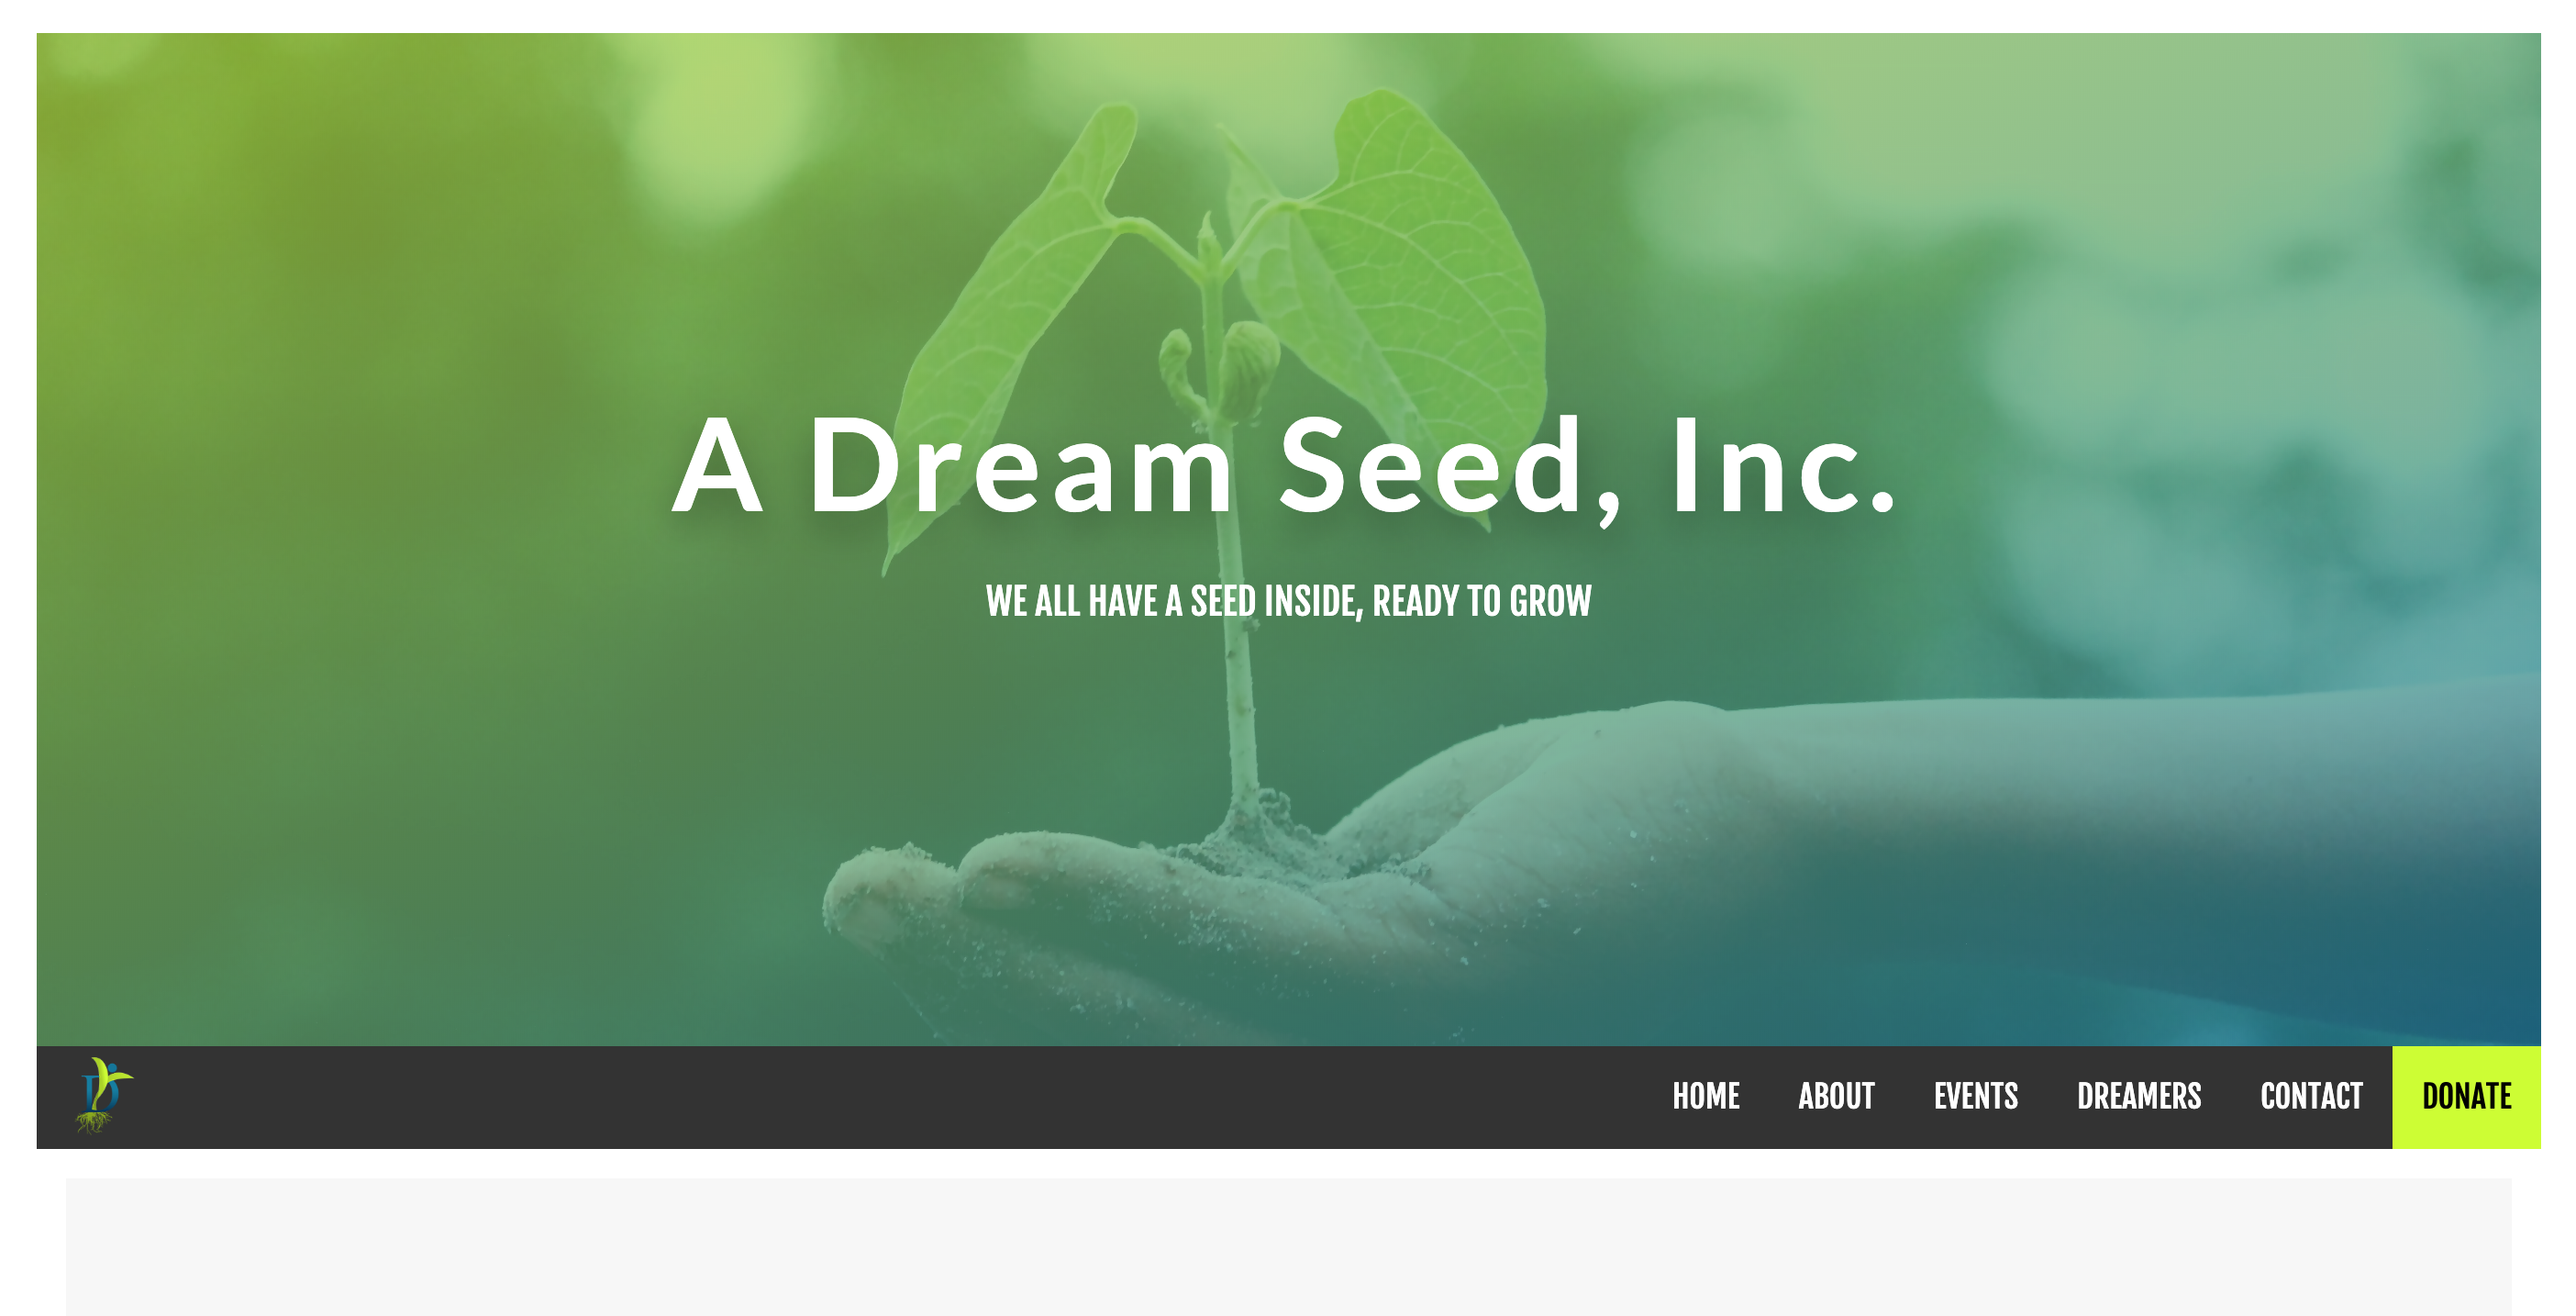 A Dream Seed, Inc.
WE ALL HAVE A SEED INSIDE, READY TO GROW
HOME ABOUT EVENTS DREAMERS CONTACT DONATE